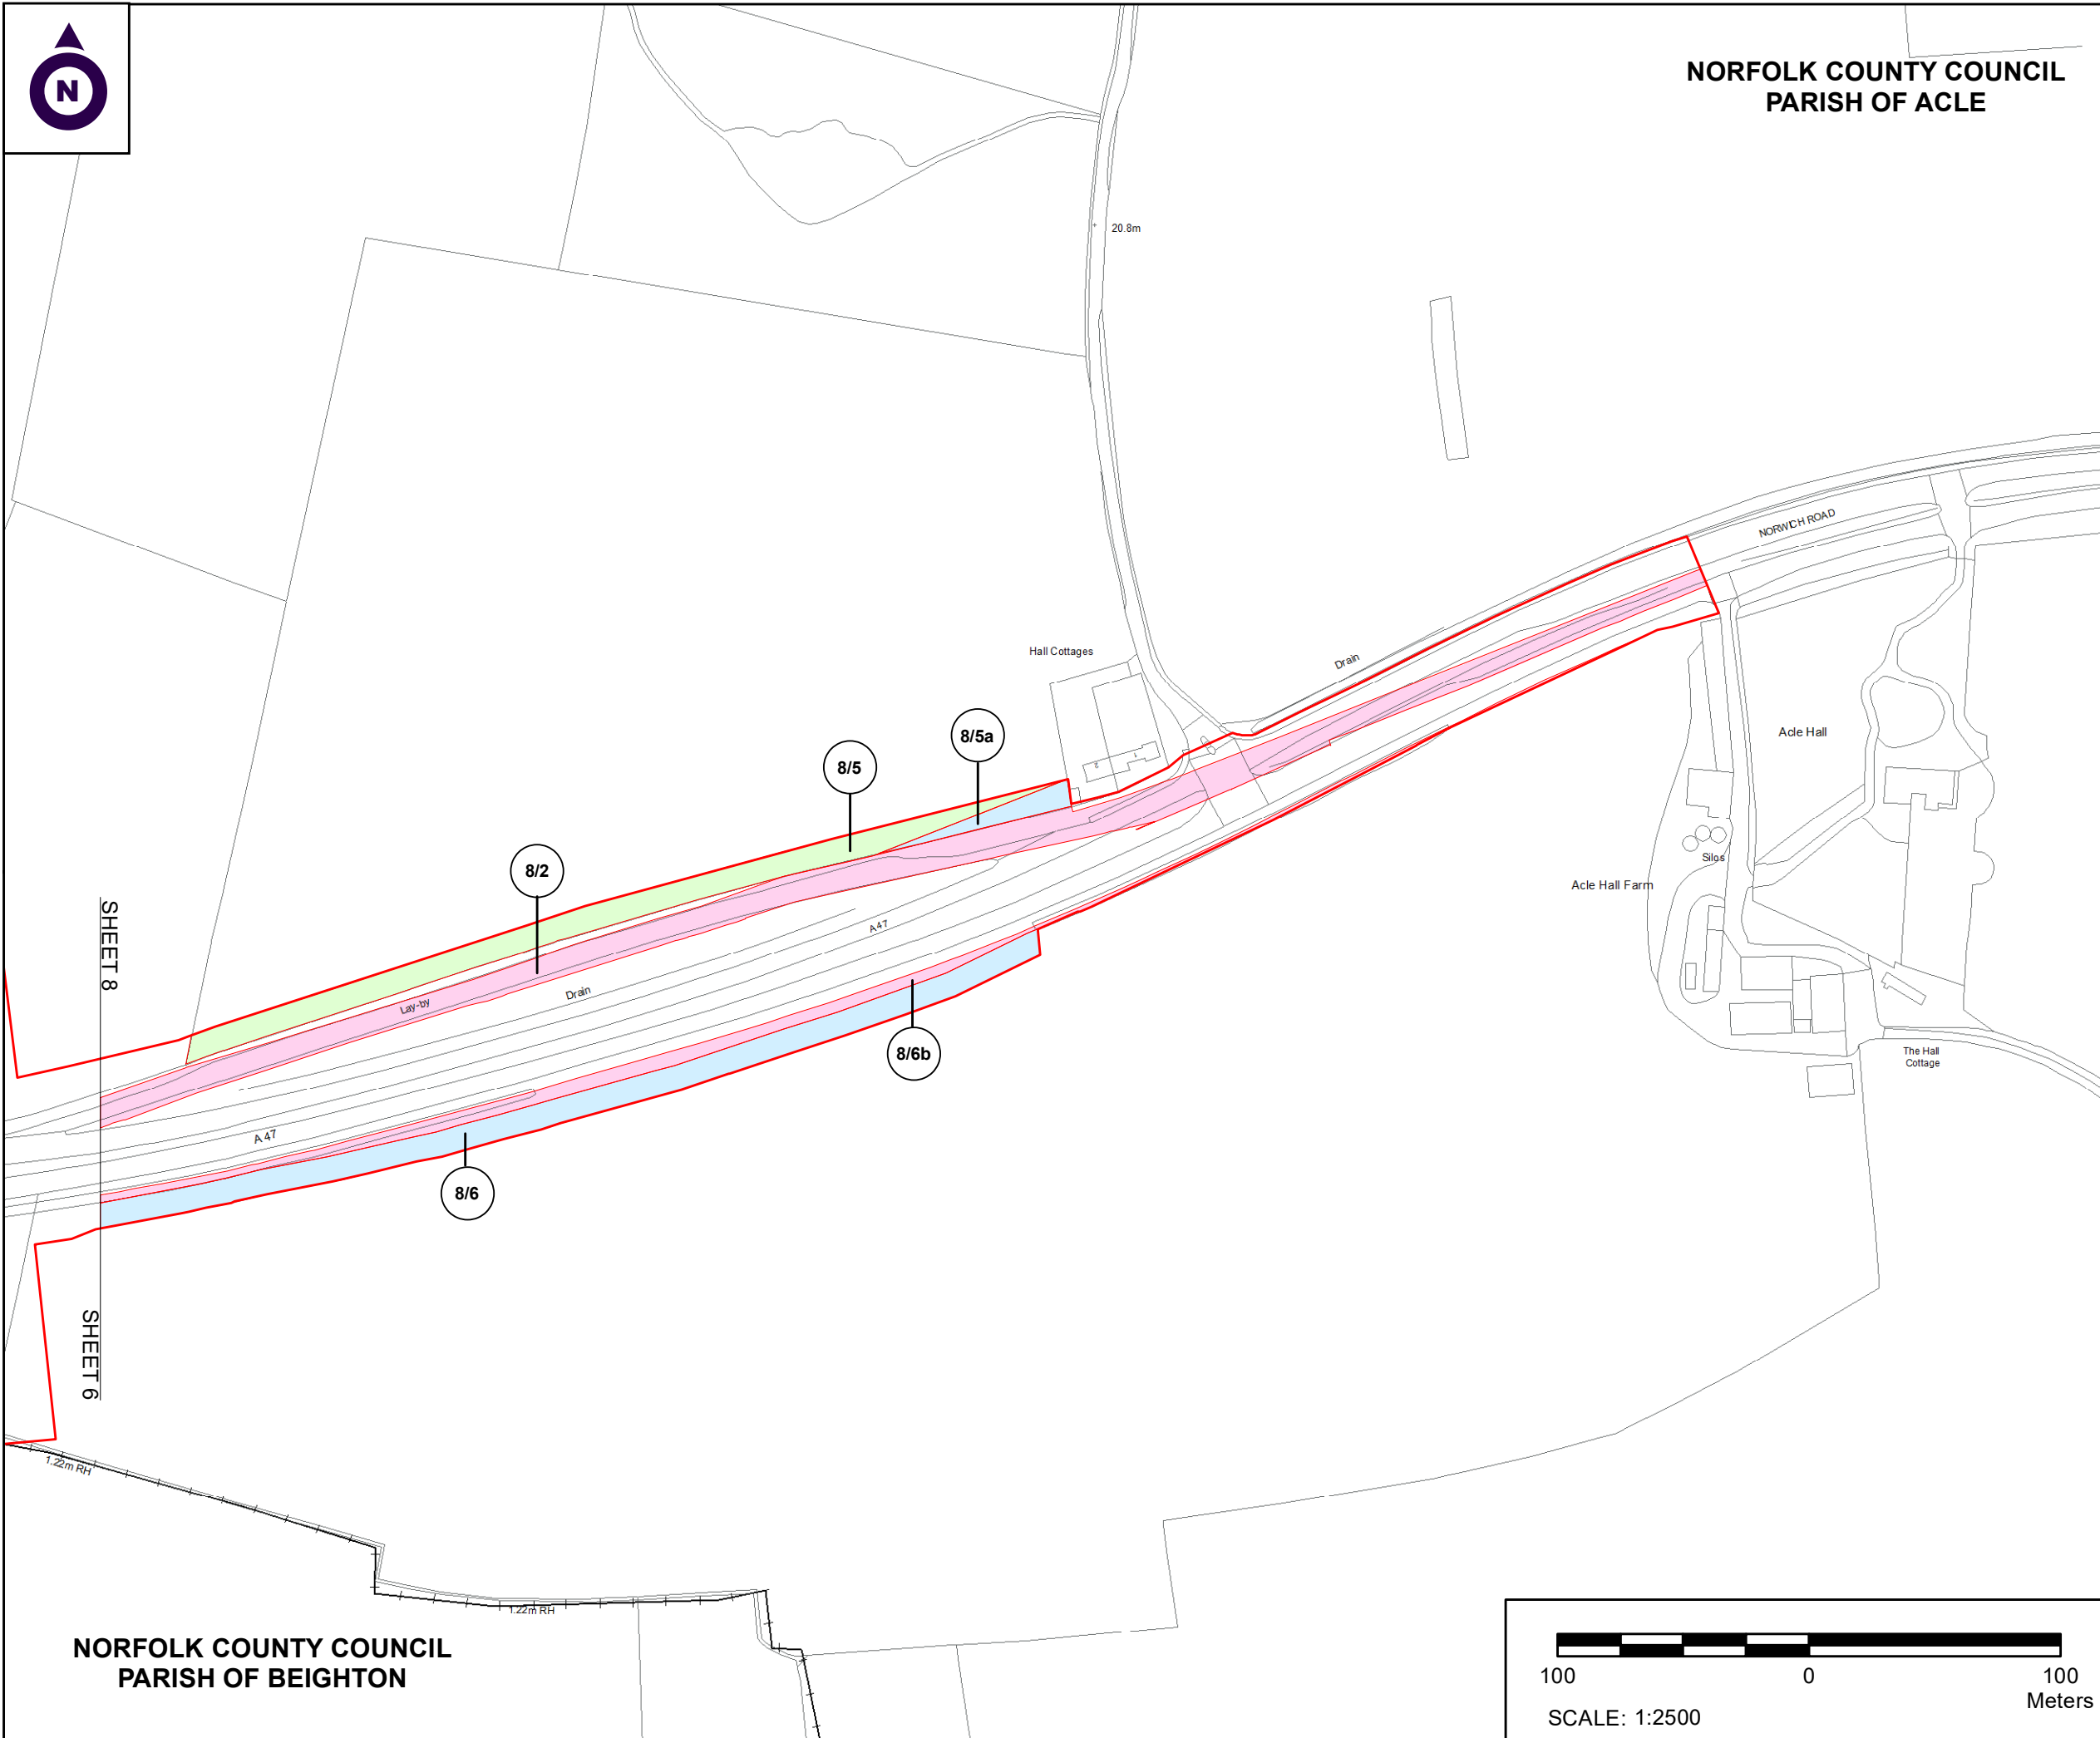 N
NORFOLK COUNTY COUNCIL
PARISH OF ACLE
20.8m
NORWICH ROAD
Hall Cottages
Drain
8/5a
8/5
Acle Hall
2
1
8/2
Silos
Acle Hall Farm
A47
SHEET 8
Lay-by
Drain
8/6b
The Hall
Cottage
A 47
8/6
SHEET 6
1.22m RH
1.22m RH
NORFOLK COUNTY COUNCIL
PARISH OF BEIGHTON
100 0 100
Meters
SCALE: 1:2500